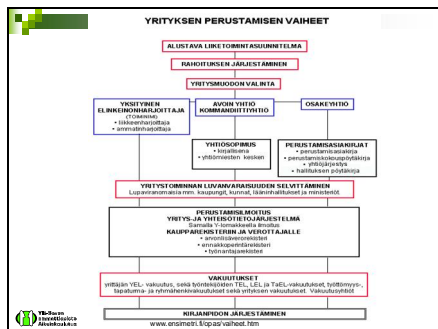 YRITYKSEN PERUSTAMISEN VAIHEET
ALUSTAVA LIIKETOIMINTASUUNNITELMA
RAHOITUKSEN JÄRJESTÄMINEN
YRITYSMUODON VALINTA
YKSITYINEN
ELINKEINONHARJOITTAJA
(TOIMINIMI)
• liikkeenharjoittaja
• ammatinharjoittaja
AVOIN YHTIÖ
KOMMANDIITTIYHTIÖ
OSAKEYHTIÖ
YHTIÖSOPIMUS
• kirjallisena
• yhtiömiesten kesken
PERUSTAMISASIAKIRJAT
• perustamisasiakirja
• perustamiskokouspöytäkirja
• yhtiöjärjestys
• hallituksen pöytäkirja
YRITYSTOIMINNAN LUVANVARAISUUDEN SELVITTÄMINEN
Lupaviranomaisia mm. kaupungit, kunnat, lääninhallitukset ja ministeriöt.
PERUSTAMISILMOITUS
YRITYS-JA YHTEISÖTIETOJÄRJESTELMÄ
Samalla Y-lomakkeella ilmoitus
KAUPPAREKISTERIIN JA VEROTTAJALLE
• arvonlisäverorekisteri
• ennakkoperintärekisteri
• työnantajarekisteri
VAKUUTUKSET
yrittäjän YEL- vakuutus, sekä työntekijöiden TEL, LEL ja TaEL-vakuutukset, työttömyys-,
tapaturma- ja ryhmähenkivakuutukset sekä yrityksen vakuutukset. Vakuutusyhtiöt
KIRJANPIDON JÄRJESTÄMINEN
www.ensimetri.fi/opas/vaiheet.htm